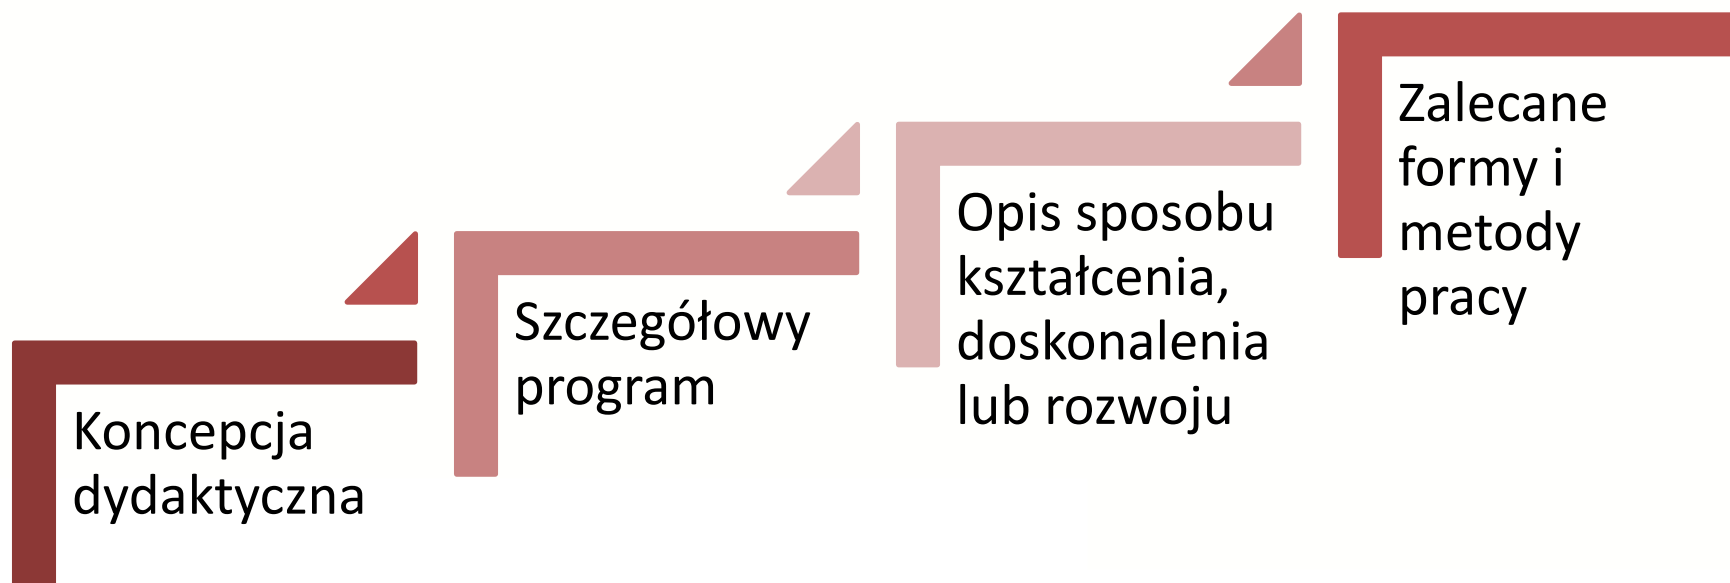 Koncepcja
dydaktyczna
Szczegółowy
program
Opis sposobu
kształcenia,
doskonalenia
lub rozwoju
Zalecane
formy i
metody
pracy